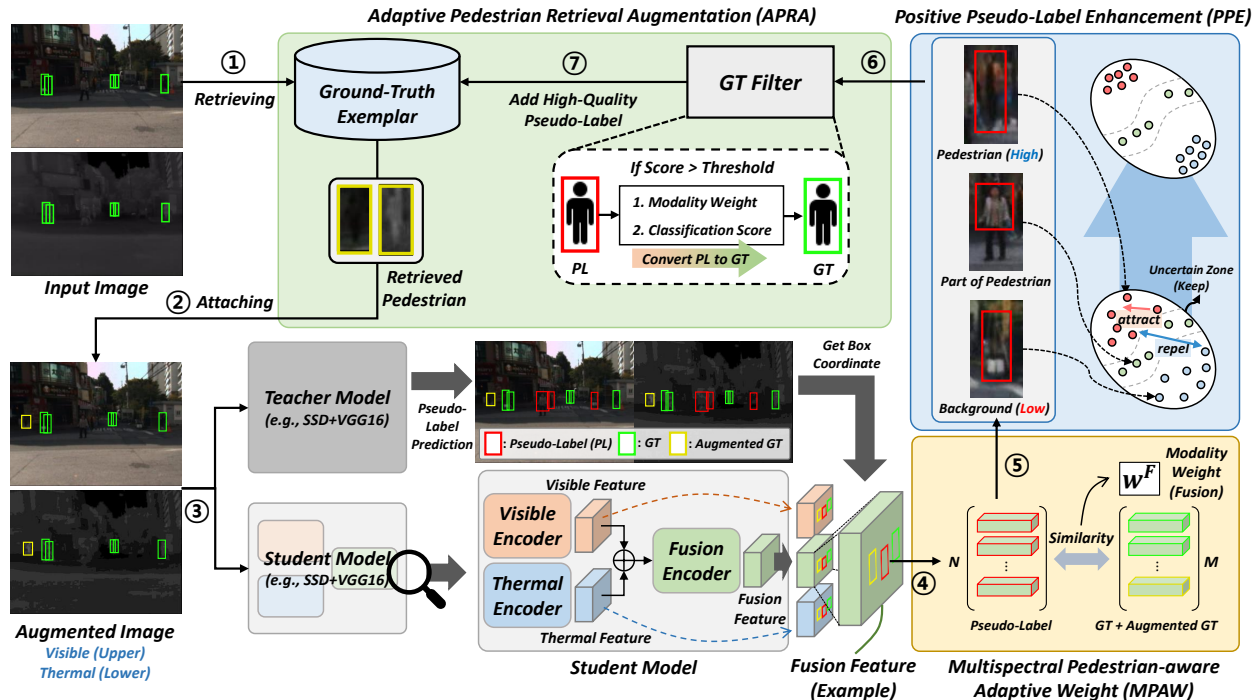 Adaptive Pedestrian Retrieval Augmentation (APRA)
Positive Pseudo-Label Enhancement (PPE)
①
Retrieving
Input Image
Ground-Truth
Exemplar
⑦
Add High-Quality
Pseudo-Label
GT Filter
⑥
If Score > Threshold
PL
1. Modality Weight
2. Classification Score
Convert PL to GT
GT
Retrieved
Pedestrian
② Attaching
Pedestrian (High)
Part of Pedestrian
Background (Low)
Uncertain Zone
(Keep)
attract
repel
Augmented Image
Visible (Upper)
Thermal (Lower)
③
Teacher Model
(e.g., SSD+VGG16)
Pseudo-
Label
Prediction
: Pseudo-Label (PL)
: GT
: Augmented GT
Get Box
Coordinate
Student Model
(e.g., SSD+VGG16)
Visible Feature
Visible
Encoder
Thermal
Encoder
Fusion
Encoder
Fusion
Feature
Thermal Feature
Student Model
Fusion Feature
(Example)
④
⑤
w^F
Modality
Weight
(Fusion)
N
Similarity
M
⋮
⋮
Pseudo-Label
GT + Augmented GT
Multispectral Pedestrian-aware
Adaptive Weight (MPAW)